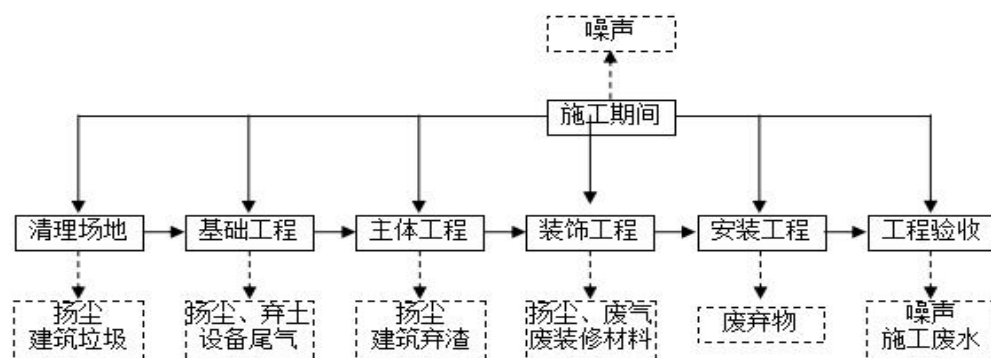 噪声
施工期间
清理场地
基础工程
主体工程
装饰工程
安装工程
工程验收
扬尘
建筑垃圾
扬尘、弃土
设备尾气
扬尘
建筑弃渣
扬尘、废气
废装修材料
废弃物
噪声
施工废水